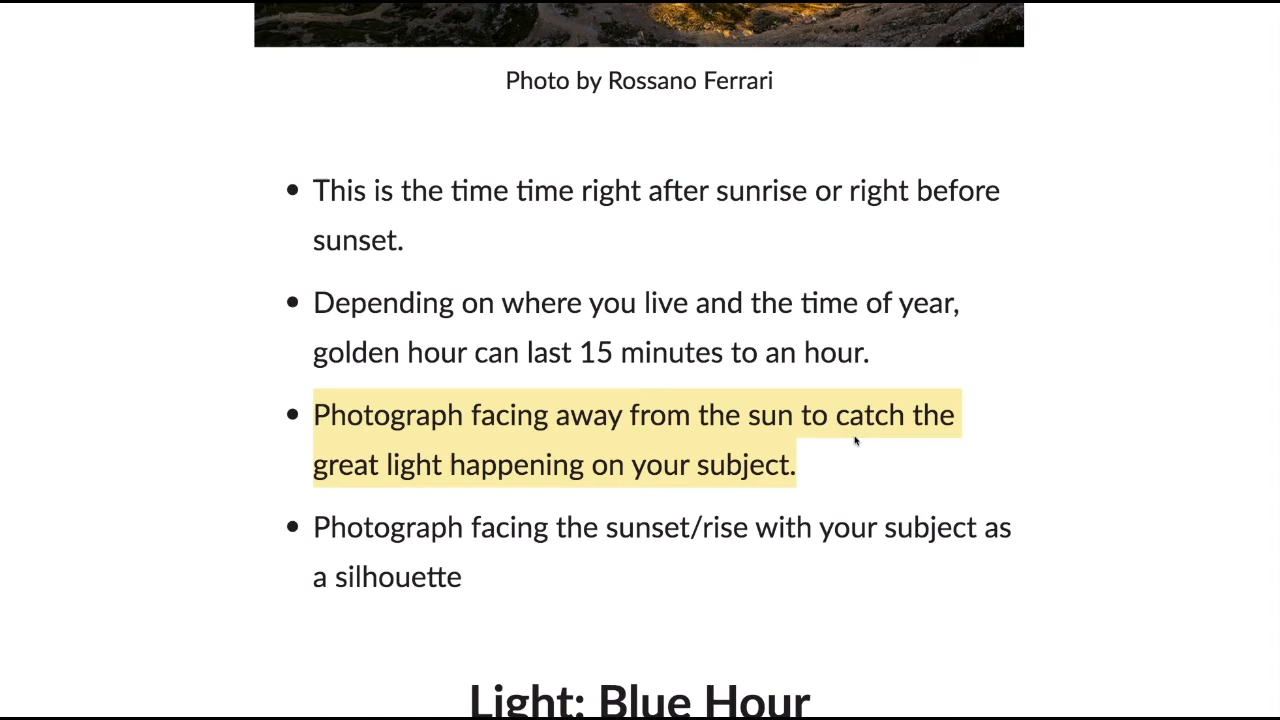 Photo by Rossano Ferrari
• This is the time time right after sunrise or right before
sunset.
• Depending on where you live and the time of year,
golden hour can last 15 minutes to an hour.
• Photograph facing away from the sun to catch the
great light happening on your subject.
• Photograph facing the sunset/rise with your subject as
a silhouette
Light: Blue Hour